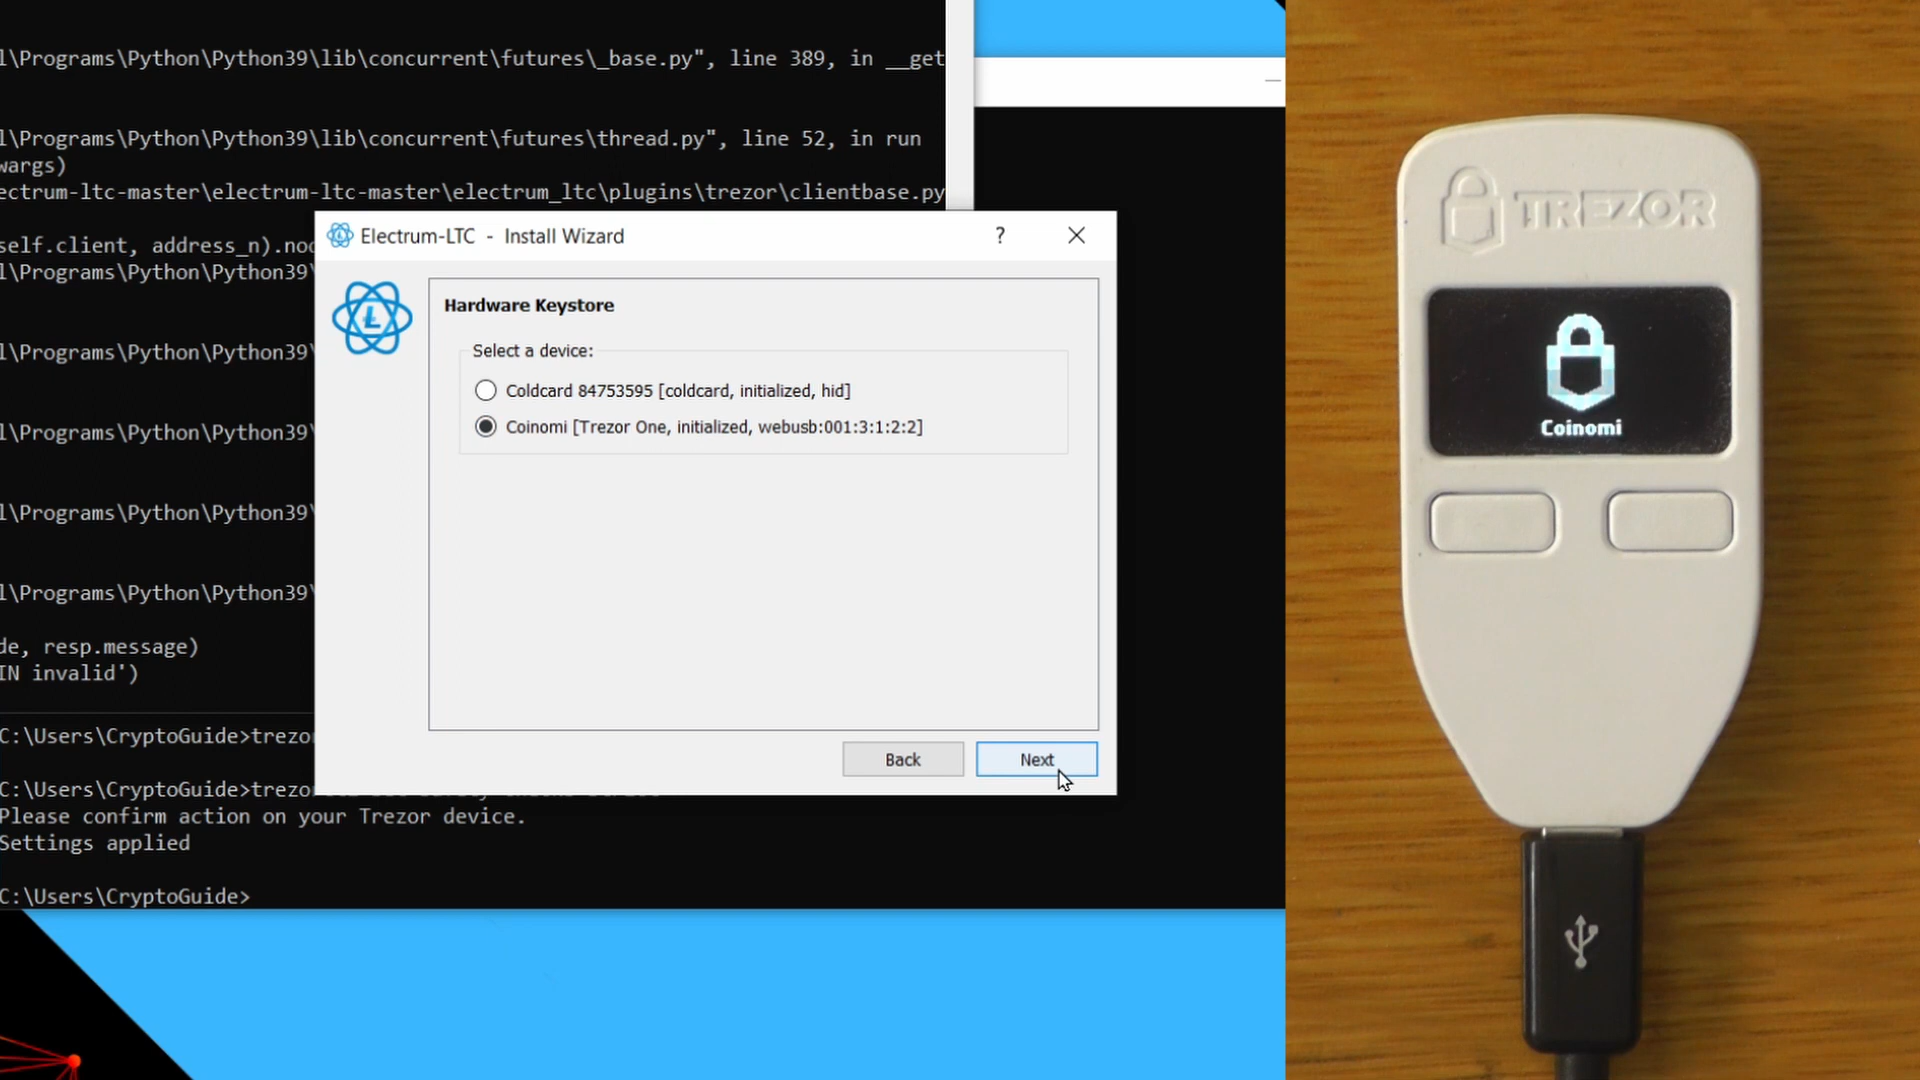 l\Programs\Python\Python39\lib\concurrent\futures\_base.py", line 389, in __get
l\Programs\Python\Python39\lib\concurrent\futures\thread.py", line 52, in run
wargs)
ectrum-ltc-master\electrum-ltc-master\electrum_ltc\plugins\trezor\clientbase.py
self.client, address_n).noc
l\Programs\Python\Python39\
l\Programs\Python\Python39\
l\Programs\Python\Python39\
l\Programs\Python\Python39\
l\Programs\Python\Python39\
de, resp.message)
IN invalid')
C:\Users\CryptoGuide>trezo
C:\Users\CryptoGuide>trezo
Please confirm action on your Trezor device.
Settings applied
C:\Users\CryptoGuide>
Electrum-LTC - Install Wizard
?
L
Hardware Keystore
Select a device:
Coldcard 84753595 [coldcard, initialized, hid]
Coinomi [Trezor One, initialized, webusb:001:3:1:2:2]
Back
Next
TREZOR
Coinomi